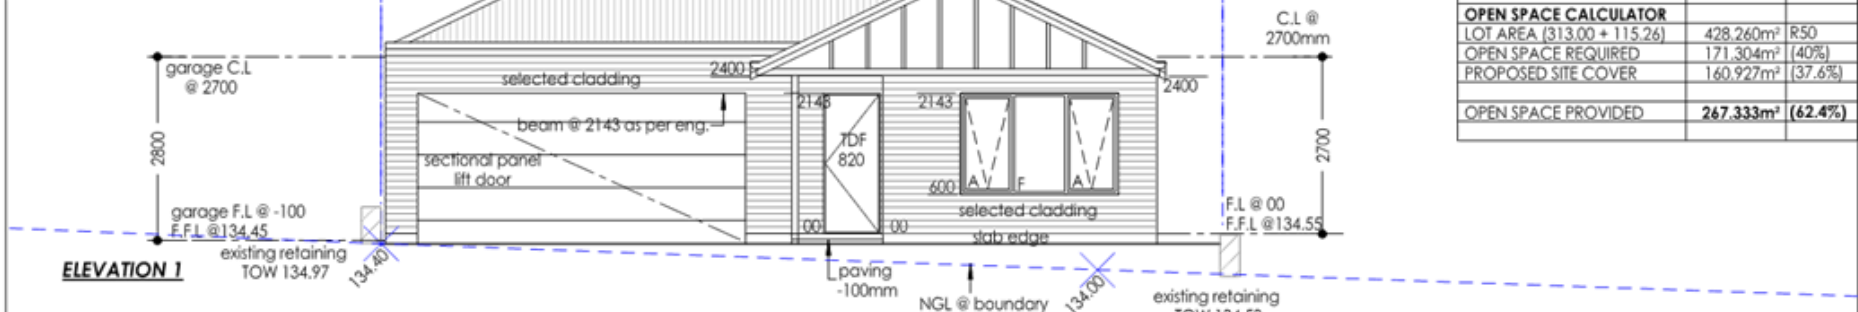 C.L @
2700mm
OPEN SPACE CALCULATOR
LOT AREA (313.00 + 115.26) 428.260m² R50
OPEN SPACE REQUIRED 171.304m² (40%)
PROPOSED SITE COVER 160.927m² (37.6%)
OPEN SPACE PROVIDED 267.333m² (62.4%)
garage C.L
@ 2700
selected cladding
2400
2400
2143
2143
beam @ 2143 as per eng.
2800
2700
sectional panel
lift door
TDF
820
A F A
600
selected cladding
garage F.L @ -100
F.F.L @134.45
F.L @ 00
F.F.L @134.55
00 00
slab edge
existing retaining
TOW 134.97
ELEVATION 1
134.40
paving
-100mm
NGL @ boundary
134.00
existing retaining